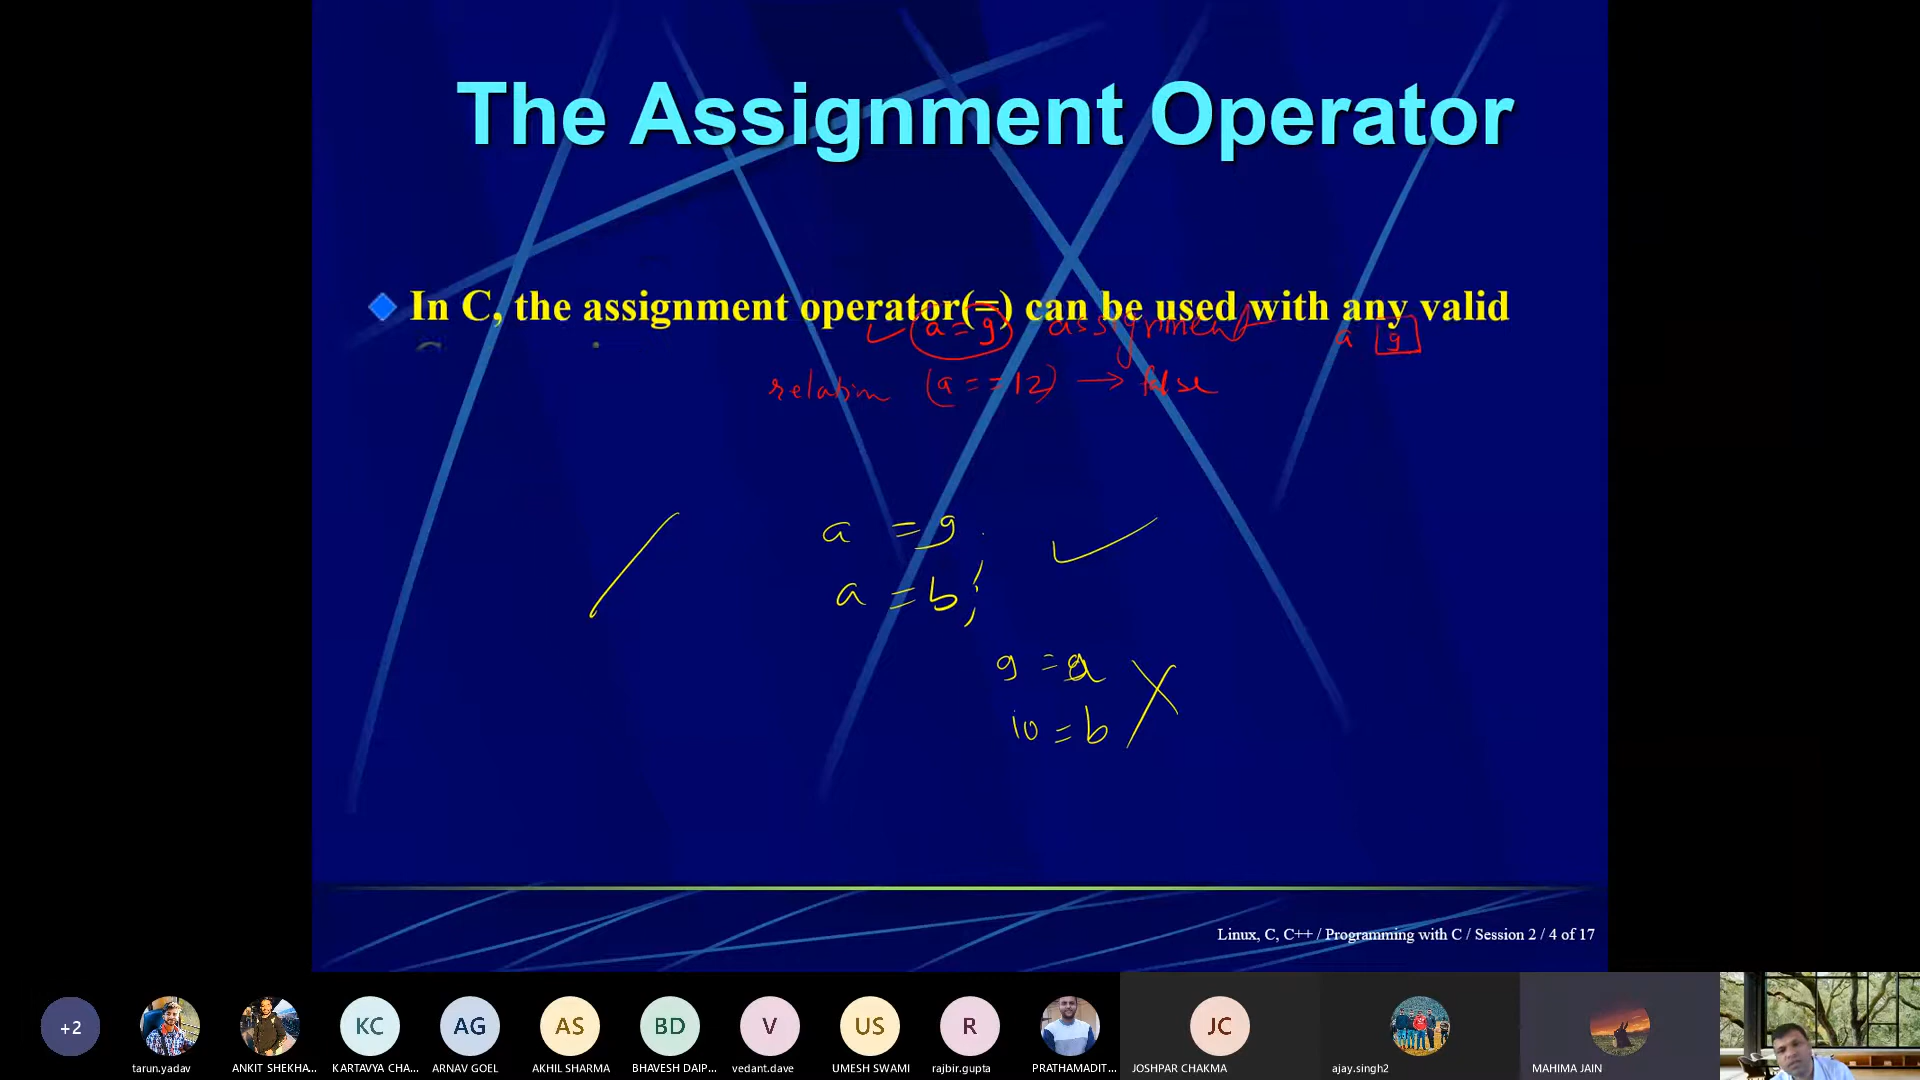 The Assignment Operator
In C, the assignment operator(=) can be used with any valid
a = 9 assignment a 9
relation (a == 12) → false
a = 9
a = b;
9 = a
10 = b
Linux, C, C++ / Programming with C / Session 2 / 4 of 17
+2
tarun.yadav
ANKIT SHEKHA...
KC
KARTAVYA CHA...
AG
ARNAV GOEL
AS
AKHIL SHARMA
BD
BHAVESH DAIP...
V
vedant.dave
US
UMESH SWAMI
R
rajbir.gupta
PRATHAMADIT...
JC
JOSHPAR CHAKMA
ajay.singh2
MAHIMA JAIN